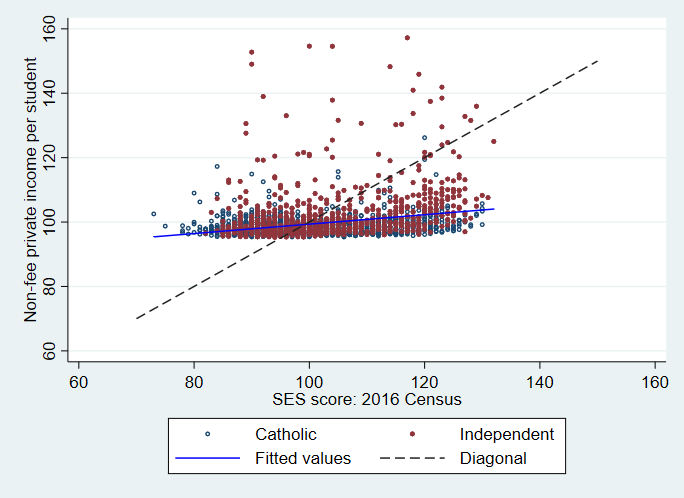 Non-fee private income per student
160
140
120
100
80
60
60 80 100 120 140 160
SES score: 2016 Census
Catholic Independent
Fitted values Diagonal